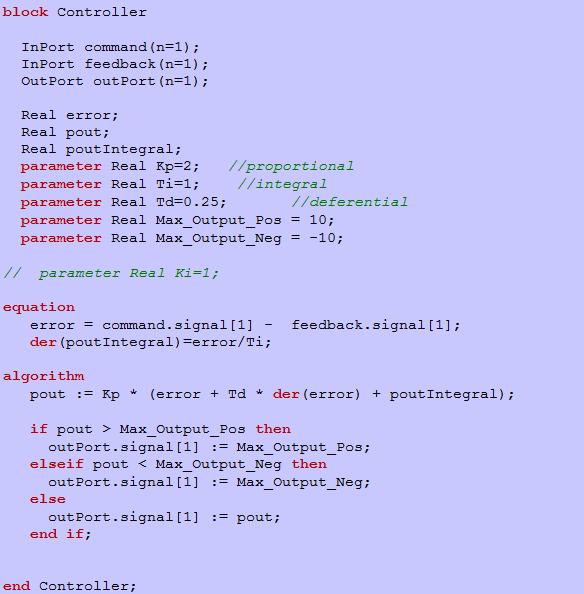 block Controller
InPort command(n=1);
InPort feedback(n=1);
OutPort outPort(n=1);
Real error;
Real pout;
Real poutIntegral;
parameter Real Kp=2; //proportional
parameter Real Ti=1; //integral
parameter Real Td=0.25; //deferential
parameter Real Max_Output_Pos = 10;
parameter Real Max_Output_Neg = -10;
// parameter Real Ki=1;
equation
error = command.signal[1] - feedback.signal[1];
der(poutIntegral)=error/Ti;
algorithm
pout := Kp * (error + Td * der(error) + poutIntegral);
if pout > Max_Output_Pos then
outPort.signal[1] := Max_Output_Pos;
elseif pout < Max_Output_Neg then
outPort.signal[1] := Max_Output_Neg;
else
outPort.signal[1] := pout;
end if;
end Controller;